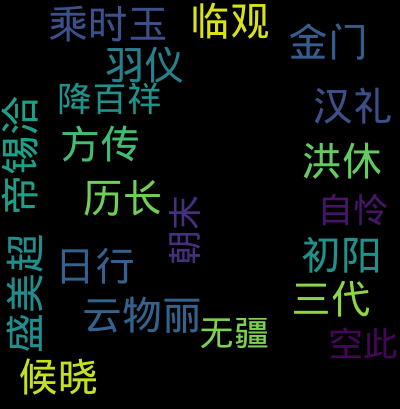 乘时玉
临观
金门
羽仪
降百祥
汉礼
帝锡洽
方传
洪休
历长
自怜
朝末
盛美超
日行
初阳
云物丽
三代
无疆
空此
候晓